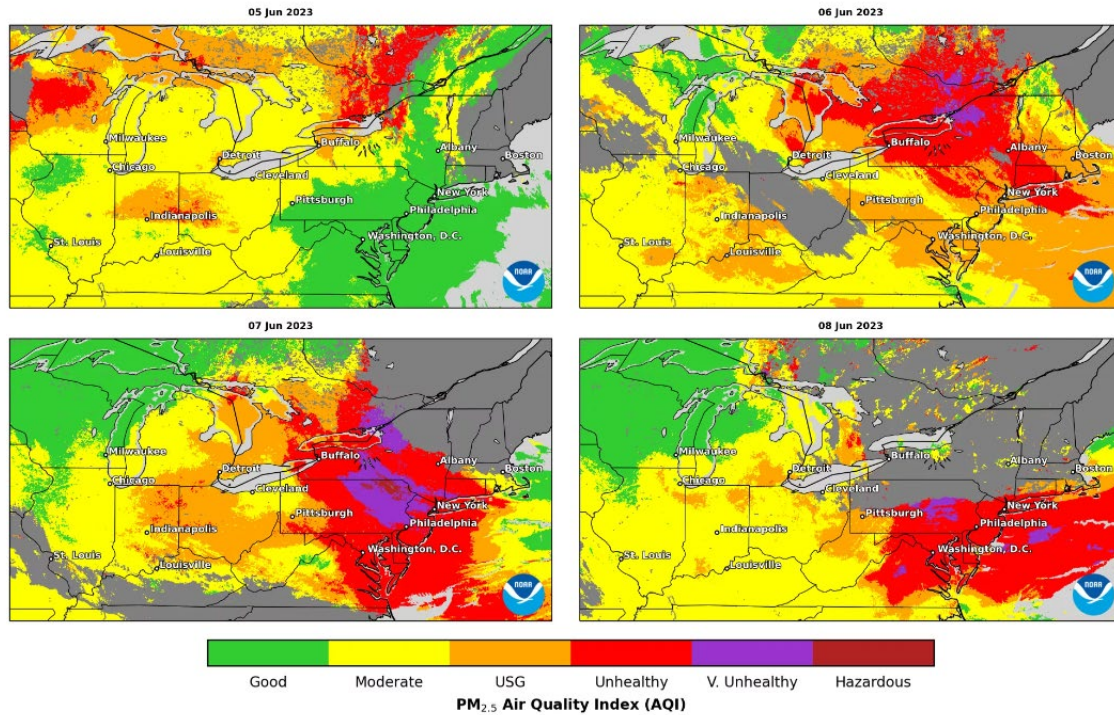 05 Jun 2023
Milwaukee
Chicago
Detroit
Cleveland
Buffalo
Albany
Boston
New York
Pittsburgh
Philadelphia
Indianapolis
Washington, D.C.
St. Louis
Louisville
NOAA
06 Jun 2023
Milwaukee
Chicago
Detroit
Cleveland
Buffalo
Albany
Boston
New York
Pittsburgh
Philadelphia
Indianapolis
Washington, D.C.
St. Louis
Louisville
NOAA
07 Jun 2023
Milwaukee
Chicago
Detroit
Cleveland
Buffalo
Albany
Boston
New York
Pittsburgh
Philadelphia
Indianapolis
Washington, D.C.
St. Louis
Louisville
NOAA
08 Jun 2023
Milwaukee
Chicago
Detroit
Cleveland
Buffalo
Albany
Boston
New York
Pittsburgh
Philadelphia
Indianapolis
Washington, D.C.
St. Louis
Louisville
NOAA
Good Moderate USG Unhealthy V. Unhealthy Hazardous
PM2.5 Air Quality Index (AQI)